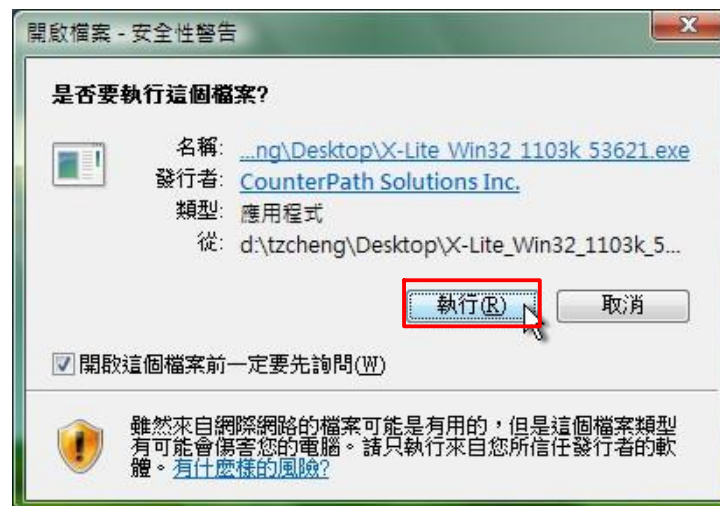 開啟檔案 - 安全性警告
是否要執行這個檔案?
名稱: ...ng\Desktop\X-Lite_Win32_1103k_53621.exe
發行者: CounterPath Solutions Inc.
類型: 應用程式
從: d:\tzcheng\Desktop\X-Lite_Win32_1103k_5...
執行(R) 取消
開啟這個檔案前一定要先詢問(W)
雖然來自網際網路的檔案可能是有用的，但是這個檔案類型
有可能會傷害您的電腦。請只執行來自您所信任發行者的軟
體。有什麼樣的風險?